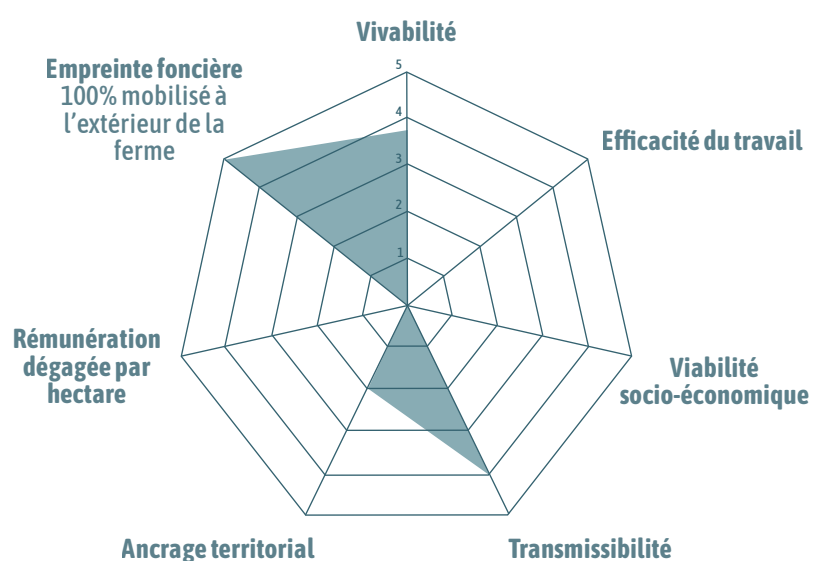 Vivabilité
Empreinte foncière
100% mobilisé à
l'extérieur de la
ferme
5
4
3
2
1
Efficacité du travail
Rémunération
dégagée par
hectare
Viabilité
socio-économique
Ancrage territorial
Transmissibilité